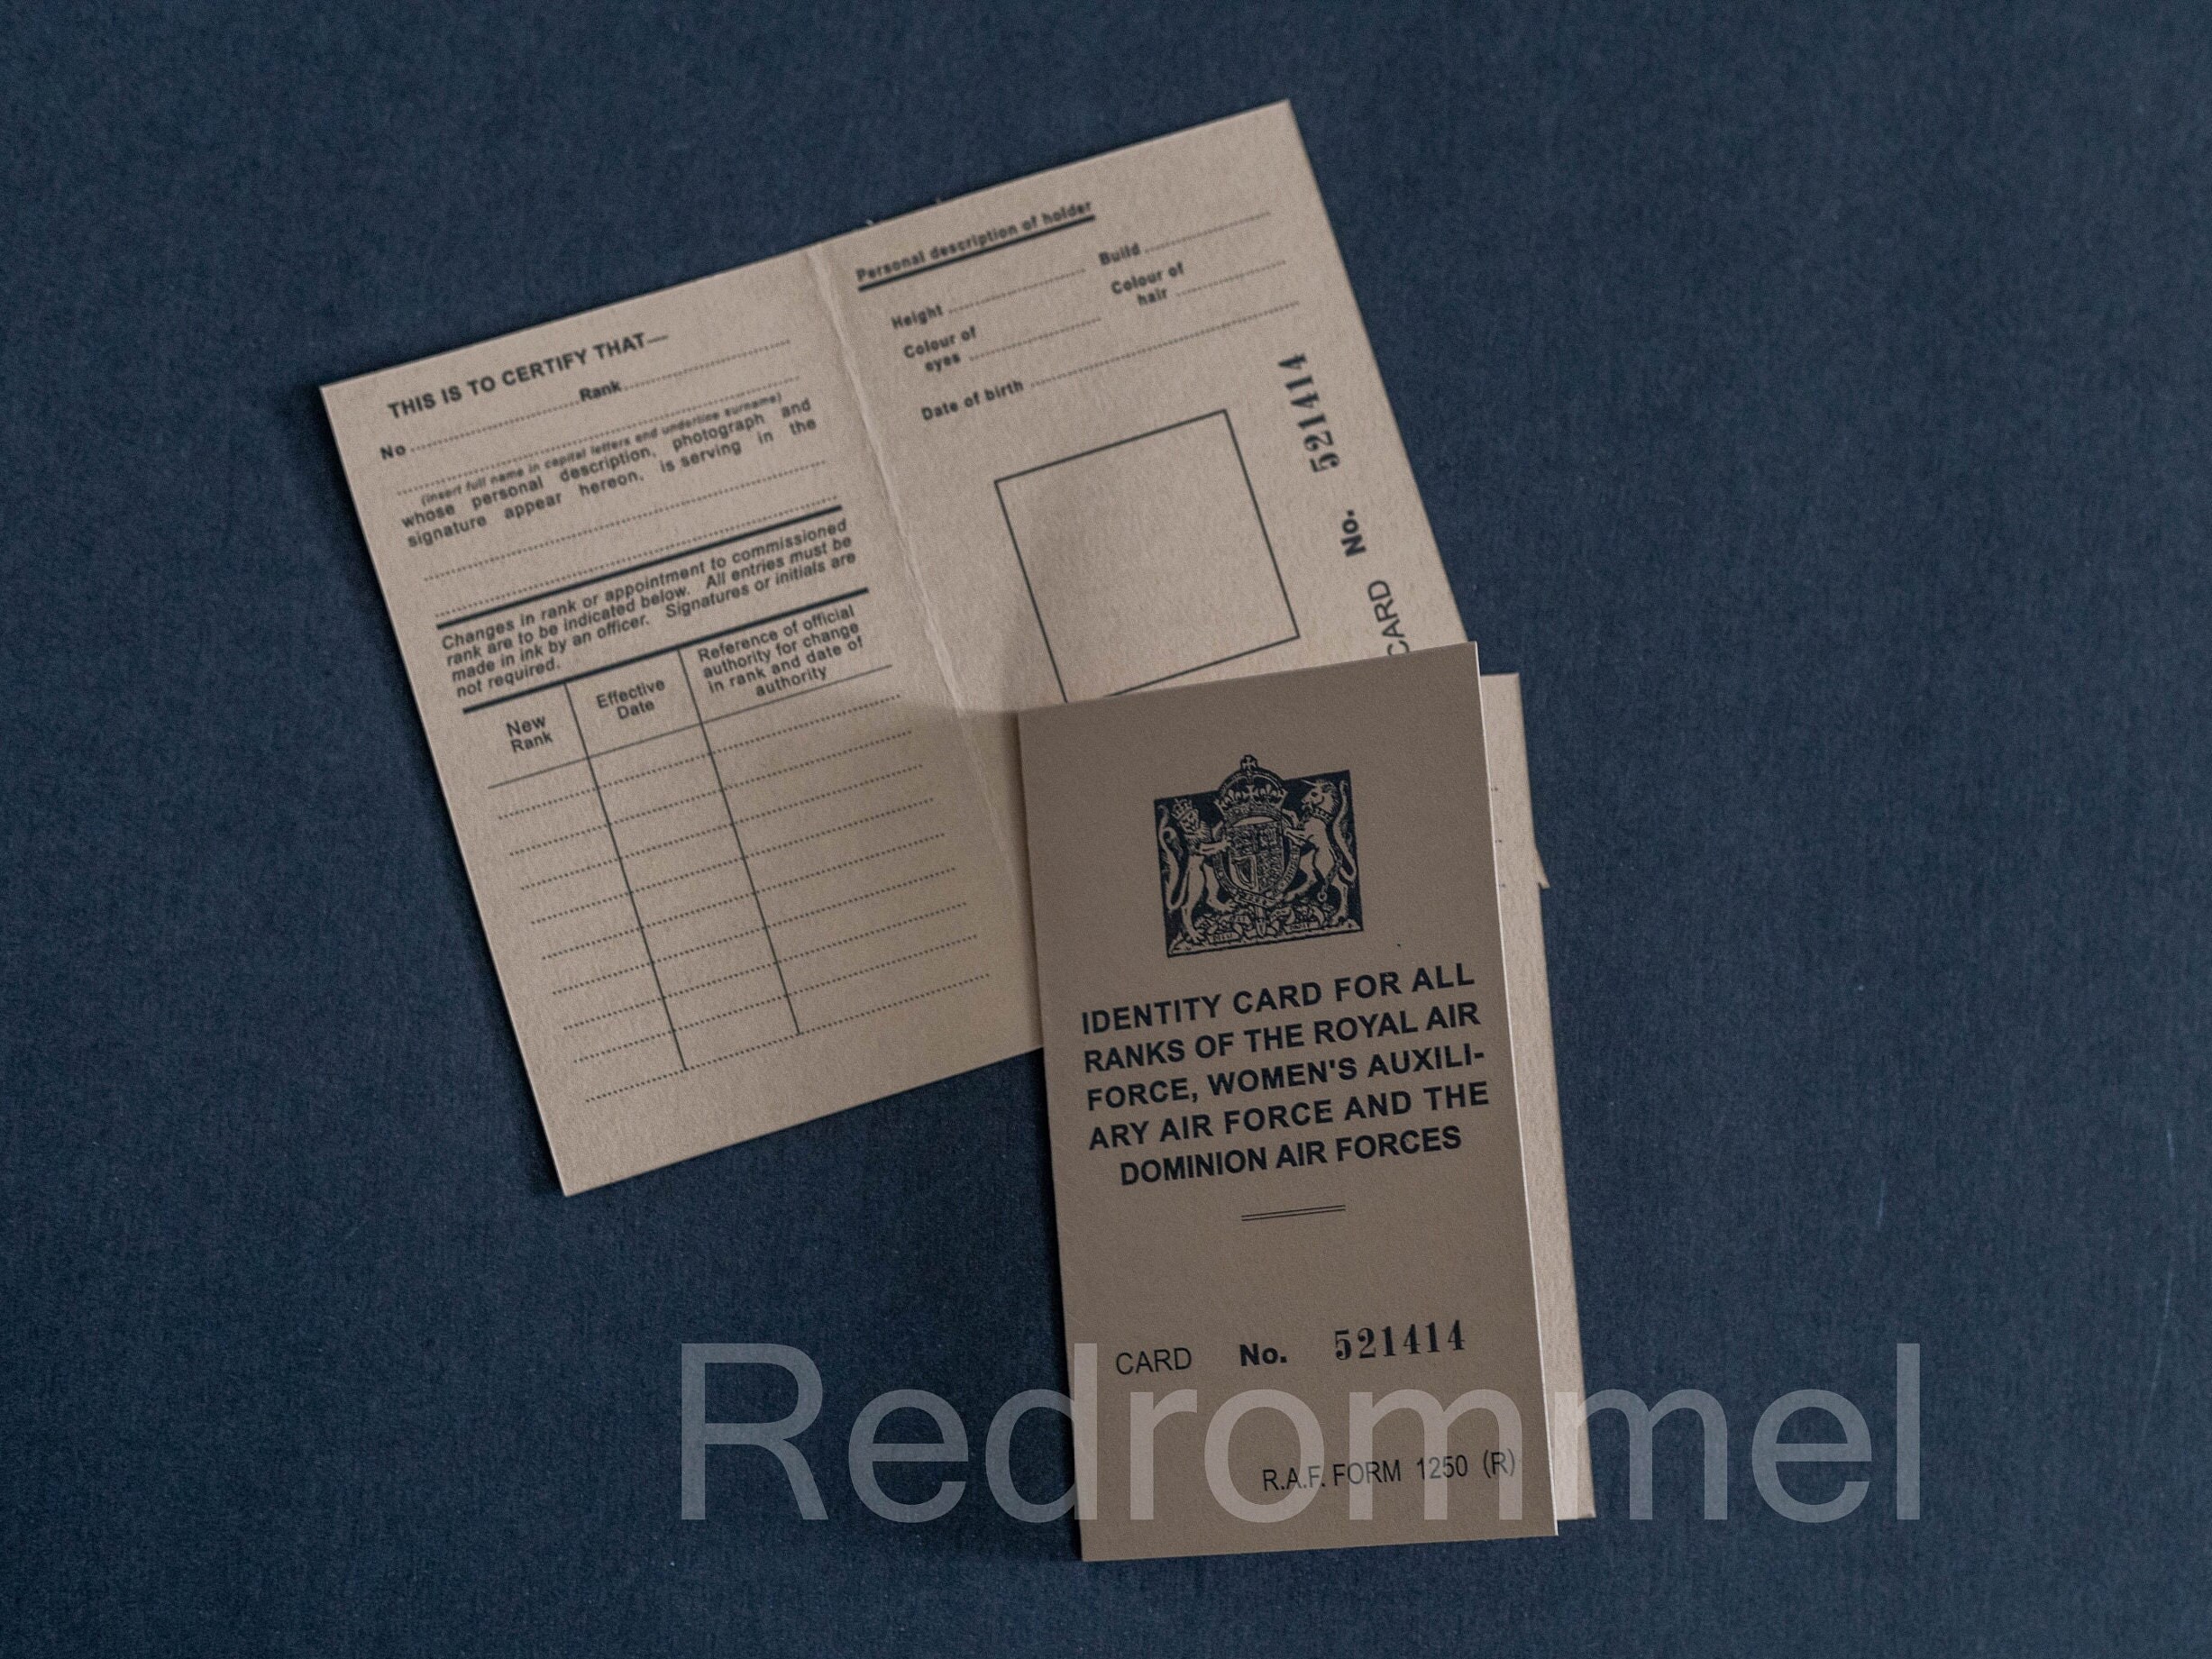 THIS IS TO CERTIFY THAT—
No ........ Rank ........
(insert full name in capital letters end underline surname)
whose personal description, photograph and
signature appear hereon, is serving in the
Changes in rank or appointment to commissioned
rank are to be indicated below. All entries must be
made in ink by an officer. Signatures or initials are
not required.
New
Rank
Effective
Date
Reference of official
authority for change
in rank and date of
authority
Personal description of holder
Height ........ Build ........
Colour of
eyes ........
Colour of
hair ........
Date of birth ........
CARD No. 521414
IDENTITY CARD FOR ALL
RANKS OF THE ROYAL AIR
FORCE, WOMEN'S AUXILI-
ARY AIR FORCE AND THE
DOMINION AIR FORCES
CARD No. 521414
R.A.F. FORM 1250 (R)
Redrommel